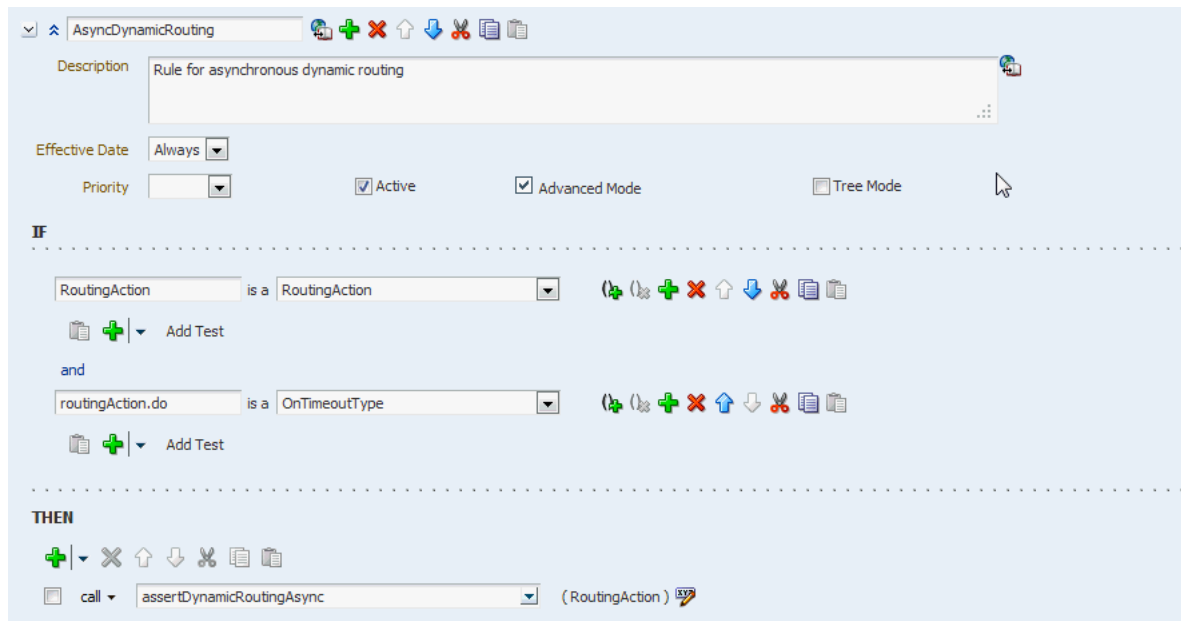 AsyncDynamicRouting
Description Rule for asynchronous dynamic routing
Effective Date Always
Priority Active Advanced Mode Tree Mode
IF
RoutingAction is a RoutingAction
Add Test
and
routingAction.do is a OnTimeoutType
Add Test
THEN
call assertDynamicRoutingAsync ( RoutingAction )